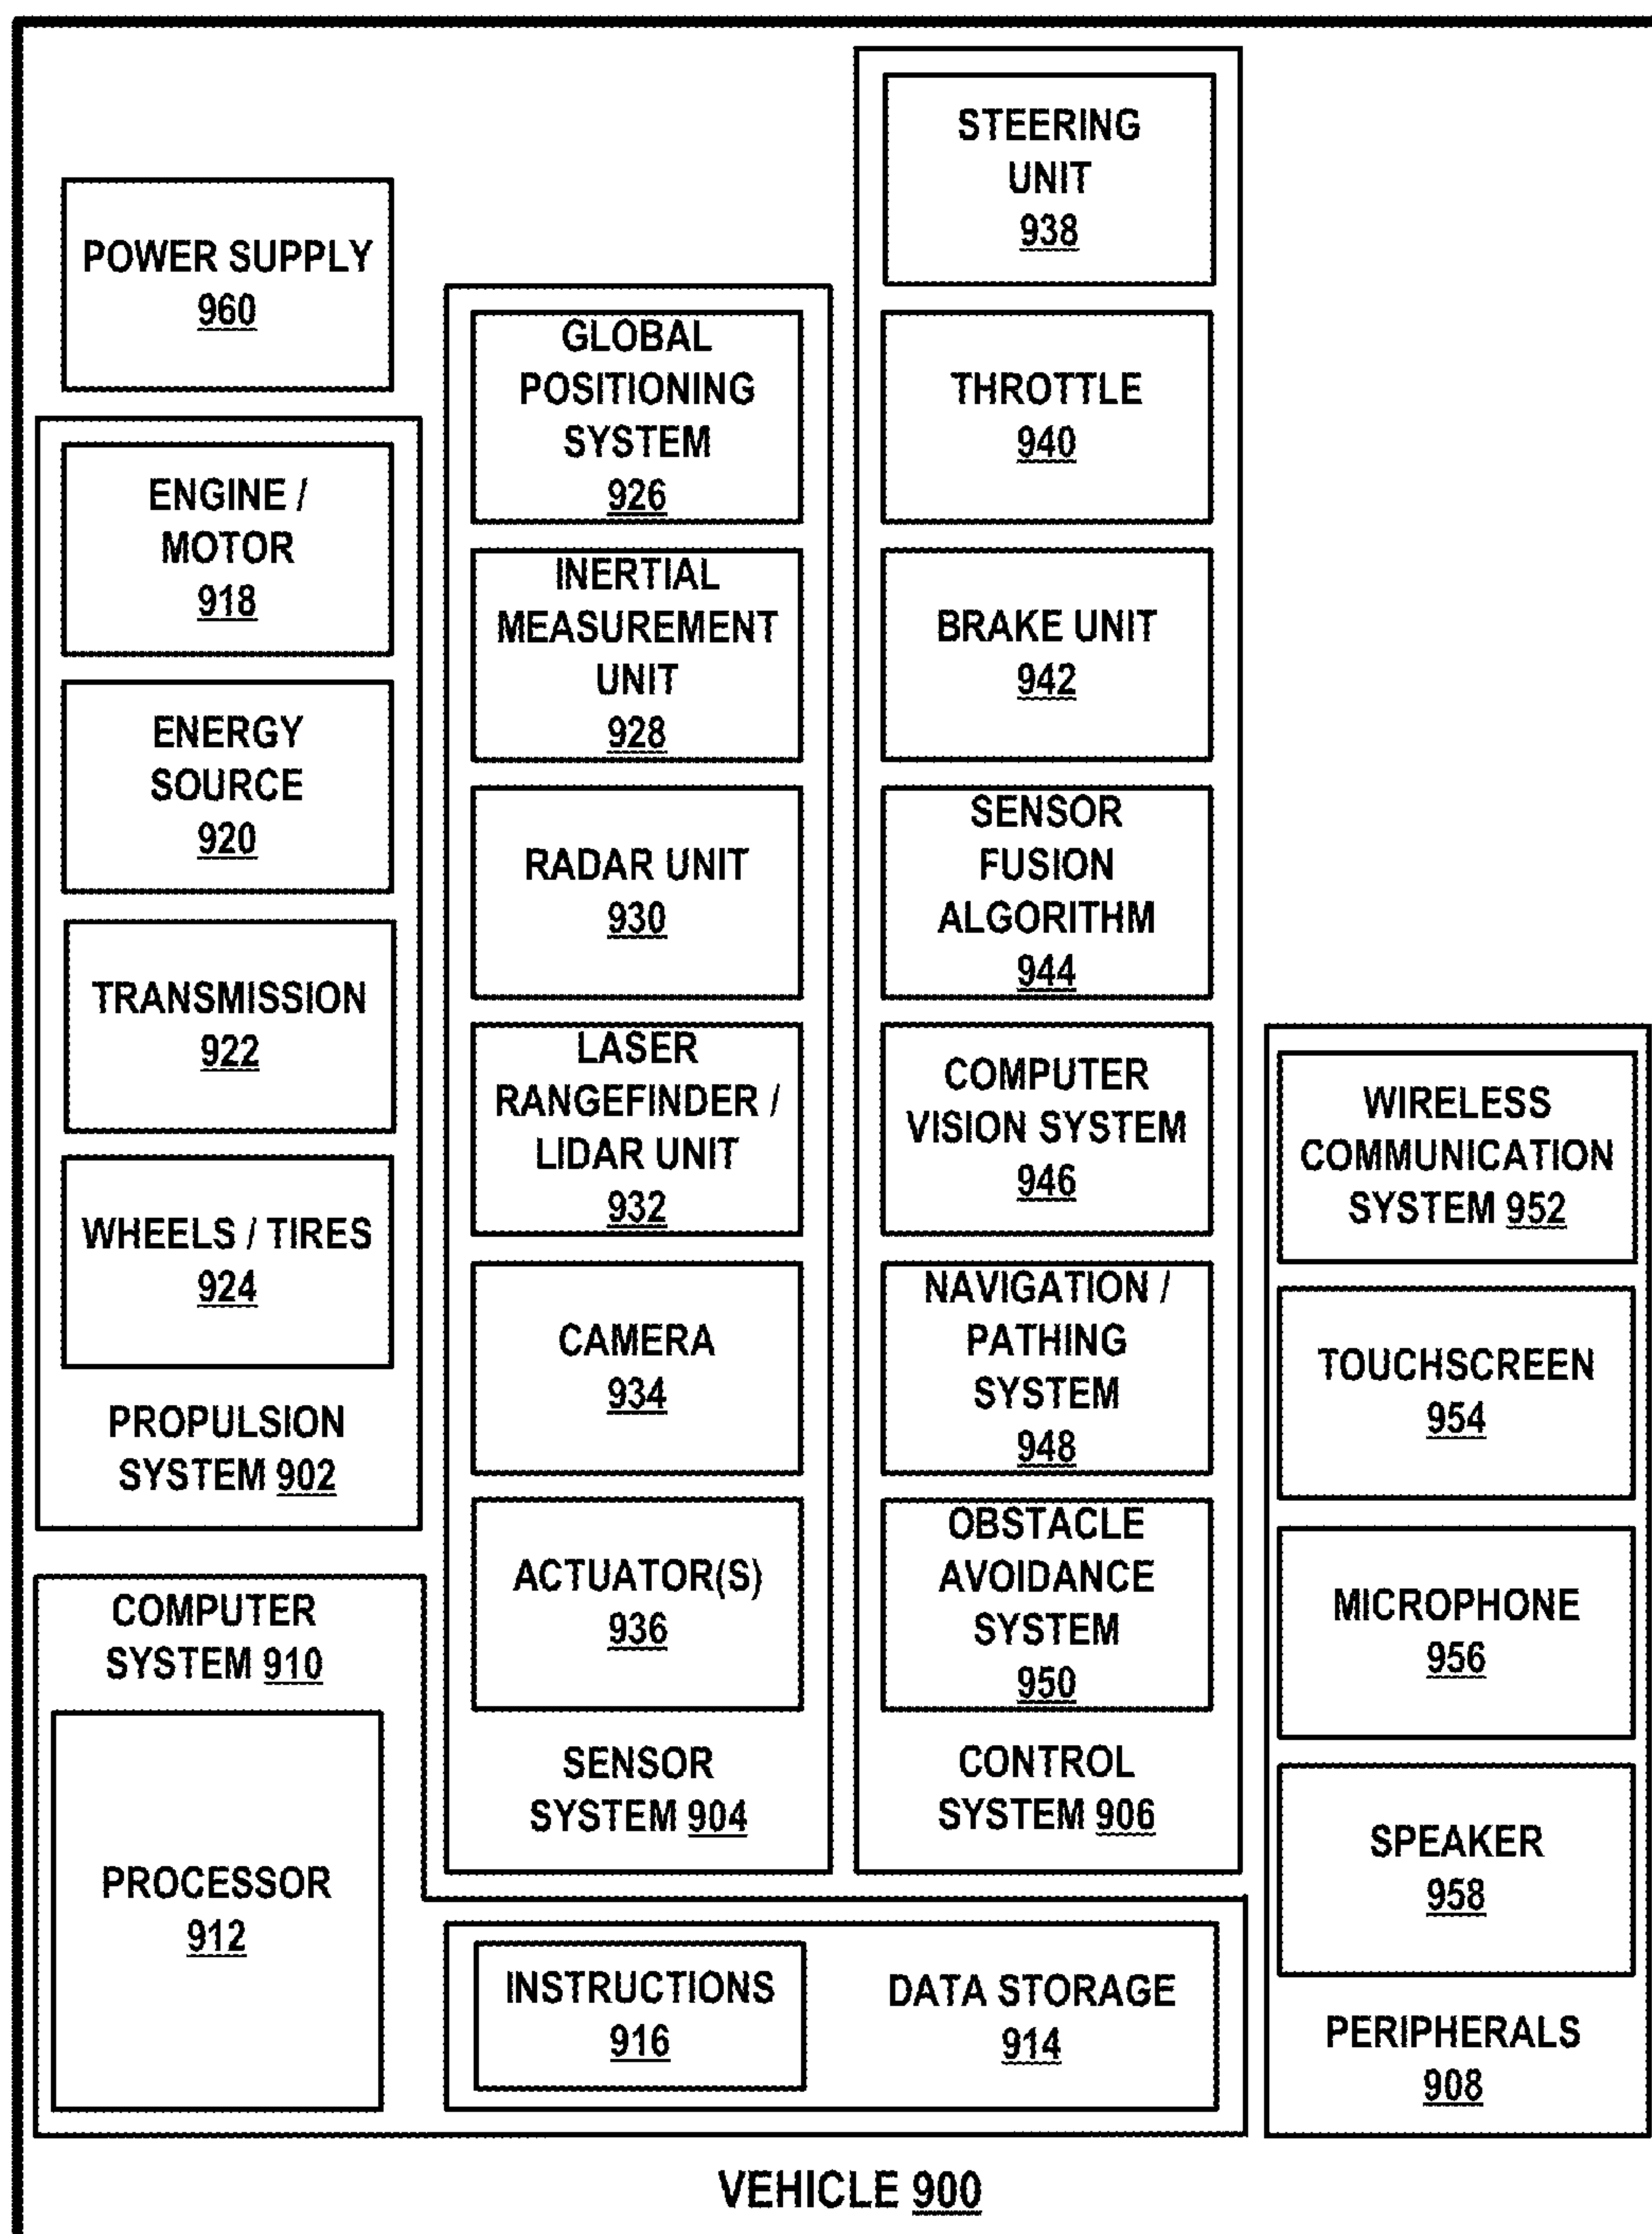 POWER SUPPLY
960
ENGINE /
MOTOR
918
ENERGY
SOURCE
920
TRANSMISSION
922
WHEELS / TIRES
924
PROPULSION
SYSTEM 902
COMPUTER
SYSTEM 910
PROCESSOR
912
GLOBAL
POSITIONING
SYSTEM
926
INERTIAL
MEASUREMENT
UNIT
928
RADAR UNIT
930
LASER
RANGEFINDER /
LIDAR UNIT
932
CAMERA
934
ACTUATOR(S)
936
SENSOR
SYSTEM 904
STEERING
UNIT
938
THROTTLE
940
BRAKE UNIT
942
SENSOR
FUSION
ALGORITHM
944
COMPUTER
VISION SYSTEM
946
NAVIGATION /
PATHING
SYSTEM
948
OBSTACLE
AVOIDANCE
SYSTEM
950
CONTROL
SYSTEM 906
INSTRUCTIONS
916
DATA STORAGE
914
WIRELESS
COMMUNICATION
SYSTEM 952
TOUCHSCREEN
954
MICROPHONE
956
SPEAKER
958
PERIPHERALS
908
VEHICLE 900